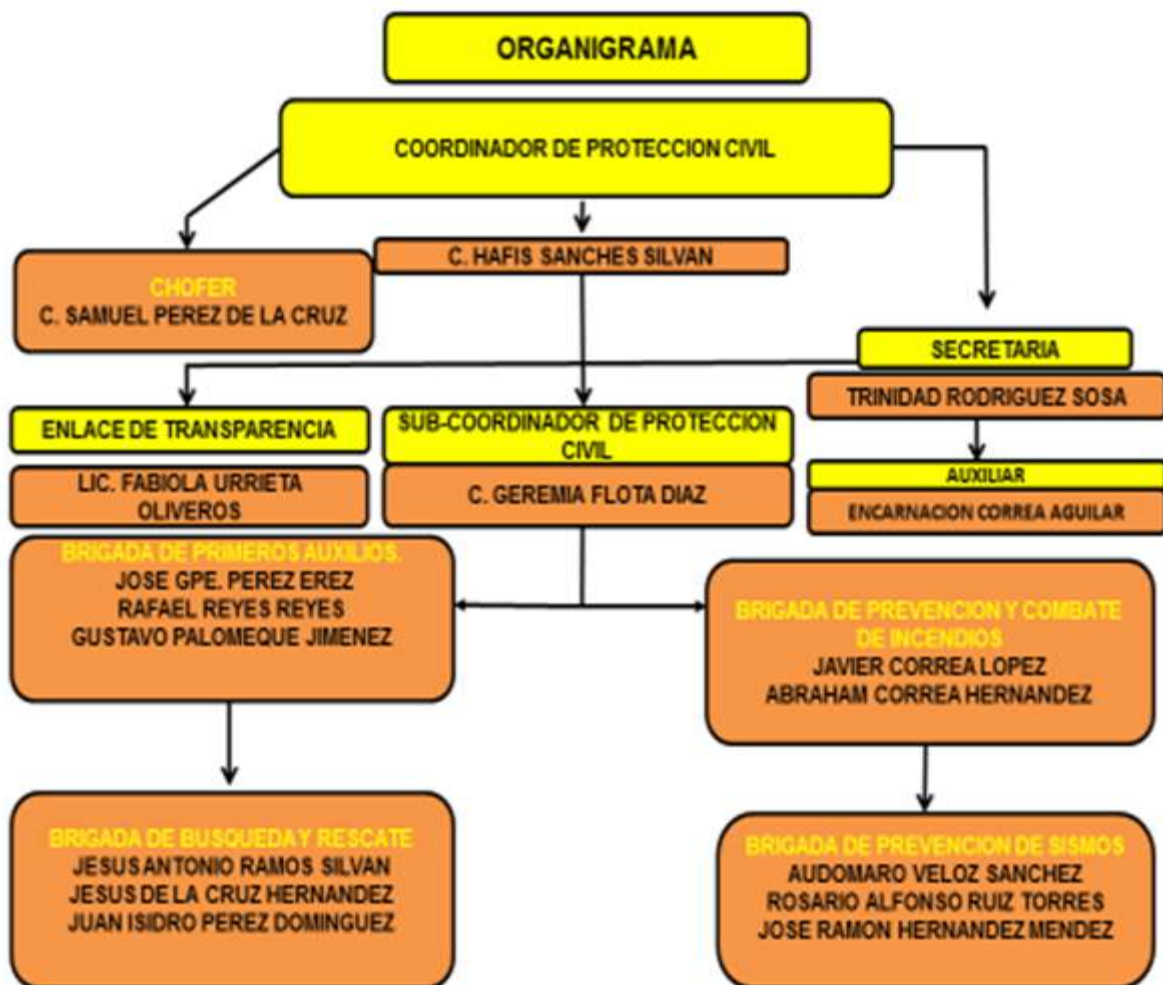 ORGANIGRAMA
COORDINADOR DE PROTECCION CIVIL
C. HAFIS SANCHES SILVAN
CHOFER
C. SAMUEL PEREZ DE LA CRUZ
SECRETARIA
TRINIDAD RODRIGUEZ SOSA
ENLACE DE TRANSPARENCIA
LIC. FABIOLA URRIETA
OLIVEROS
SUB-COORDINADOR DE PROTECCION
CIVIL
C. GEREMIA FLOTA DIAZ
AUXILIAR
ENCARNACION CORREA AGUILAR
BRIGADA DE PRIMEROS AUXILIOS.
JOSE GPE. PEREZ EREZ
RAFAEL REYES REYES
GUSTAVO PALOMEQUE JIMENEZ
BRIGADA DE PREVENCION Y COMBATE
DE INCENDIOS
JAVIER CORREA LOPEZ
ABRAHAM CORREA HERNANDEZ
BRIGADA DE BUSQUEDA Y RESCATE
JESUS ANTONIO RAMOS SILVAN
JESUS DE LA CRUZ HERNANDEZ
JUAN ISIDRO PEREZ DOMINGUEZ
BRIGADA DE PREVENCION DE SISMOS
AUDOMARO VELOZ SANCHEZ
ROSARIO ALFONSO RUIZ TORRES
JOSE RAMON HERNANDEZ MENDEZ